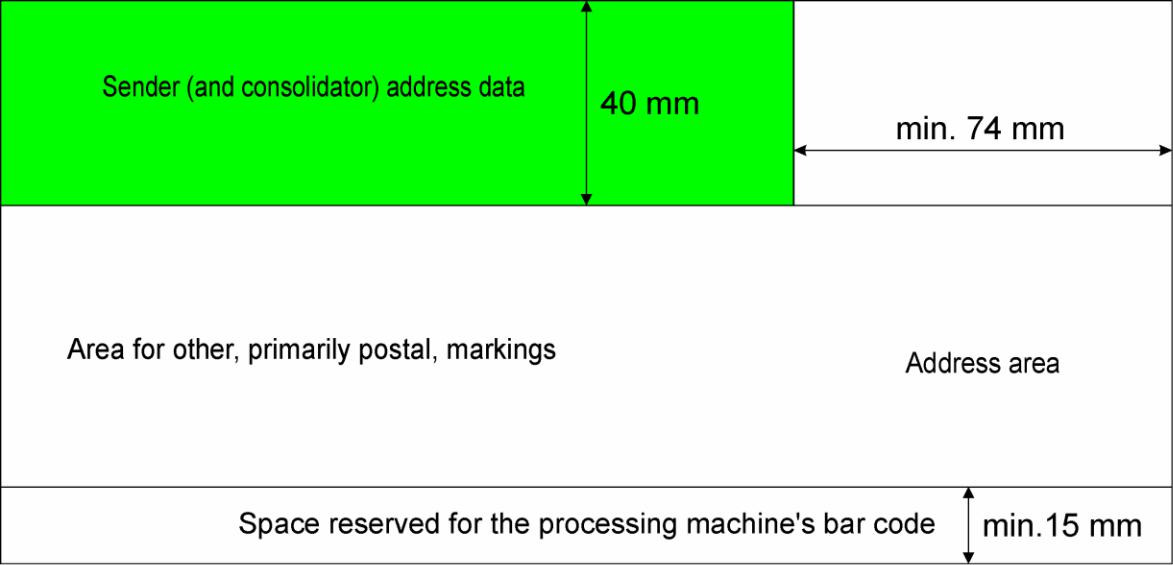 Sender (and consolidator) address data
40 mm
min. 74 mm
Area for other, primarily postal, markings
Address area
Space reserved for the processing machine's bar code
min.15 mm